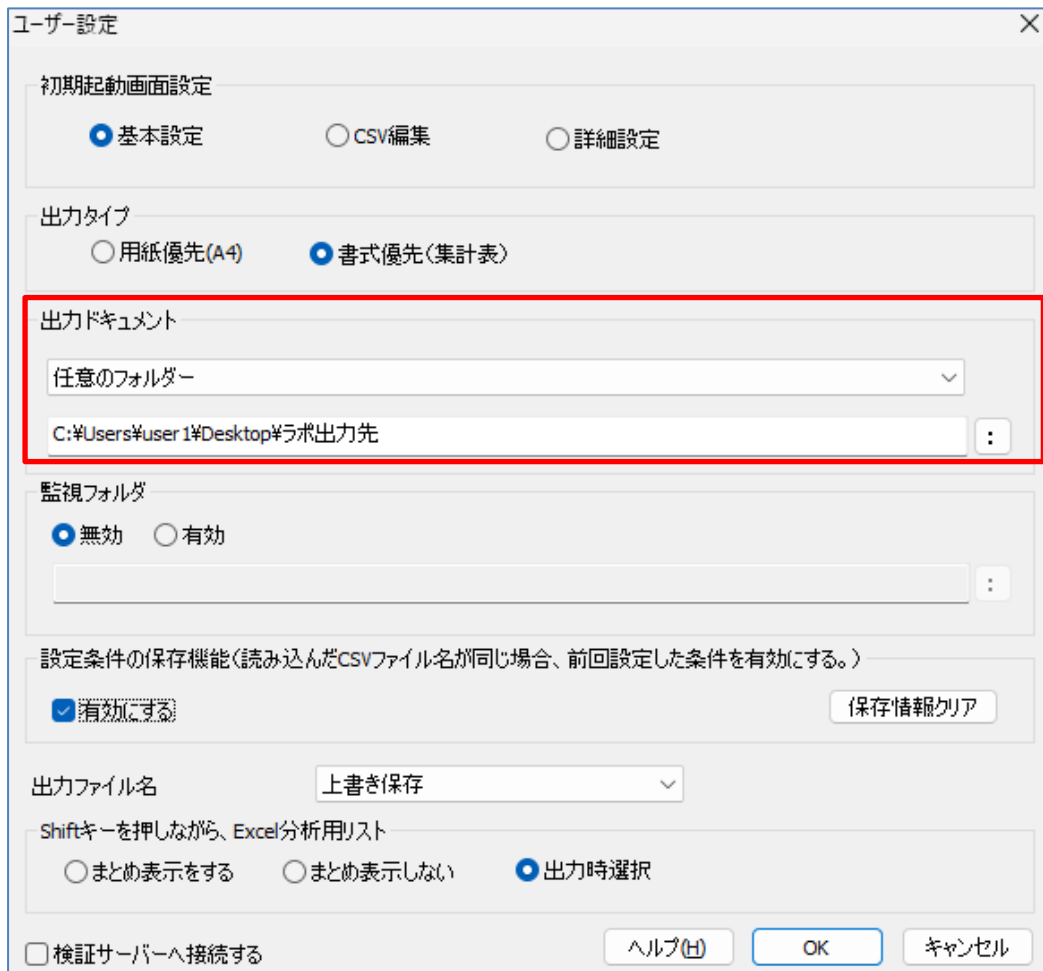 ユーザー設定
初期起動画面設定
基本設定 CSV編集 詳細設定
出力タイプ
用紙優先(A4) 書式優先(集計表)
出力ドキュメント
任意のフォルダー
C:¥Users¥user1¥Desktop¥ラポ出力先 :
監視フォルダ
無効 有効
:
設定条件の保存機能(読み込んだCSVファイル名が同じ場合、前回設定した条件を有効にする。)
有効にする 保存情報クリア
出力ファイル名 上書き保存
Shiftキーを押しながら、Excel分析用リスト
まとめ表示をする まとめ表示しない 出力時選択
検証サーバーへ接続する ヘルプ(H) OK キャンセル